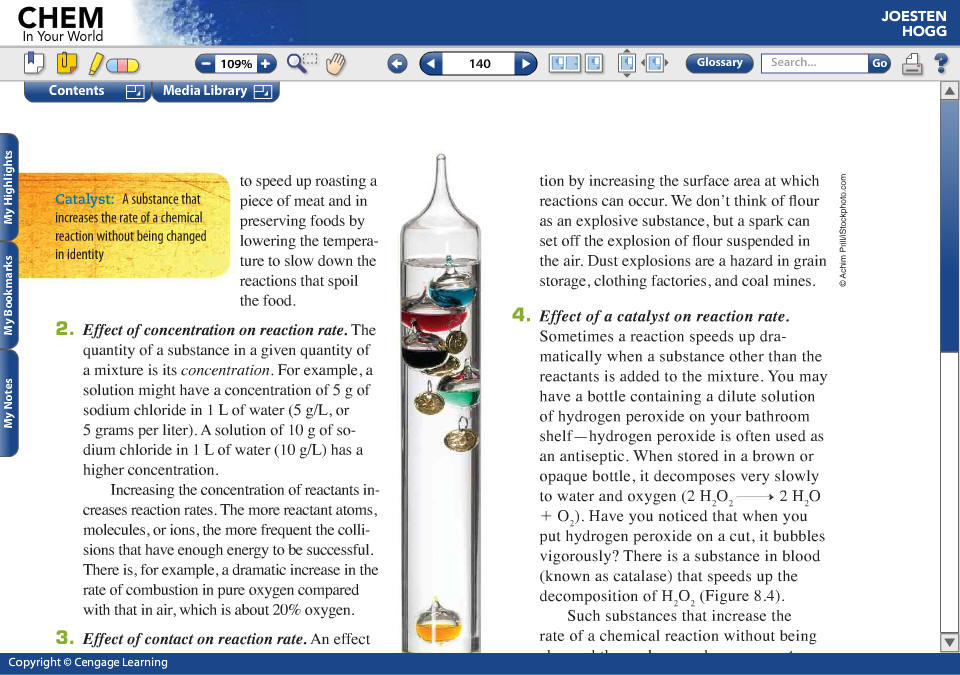 CHEM
In Your World
JOESTEN
HOGG
109%
140
Glossary
Search...
Go
?
Contents
Media Library
My Highlights
My Bookmarks
My Notes
Catalyst: A substance that
increases the rate of a chemical
reaction without being changed
in identity
to speed up roasting a
piece of meat and in
preserving foods by
lowering the tempera-
ture to slow down the
reactions that spoil
the food.
2. Effect of concentration on reaction rate. The
quantity of a substance in a given quantity of
a mixture is its concentration. For example, a
solution might have a concentration of 5 g of
sodium chloride in 1 L of water (5 g/L, or
5 grams per liter). A solution of 10 g of so-
dium chloride in 1 L of water (10 g/L) has a
higher concentration.
Increasing the concentration of reactants in-
creases reaction rates. The more reactant atoms,
molecules, or ions, the more frequent the colli-
sions that have enough energy to be successful.
There is, for example, a dramatic increase in the
rate of combustion in pure oxygen compared
with that in air, which is about 20% oxygen.
3. Effect of contact on reaction rate. An effect
tion by increasing the surface area at which
reactions can occur. We don't think of flour
as an explosive substance, but a spark can
set off the explosion of flour suspended in
the air. Dust explosions are a hazard in grain
storage, clothing factories, and coal mines.
© Achim Prill/iStockphoto.com
4. Effect of a catalyst on reaction rate.
Sometimes a reaction speeds up dra-
matically when a substance other than the
reactants is added to the mixture. You may
have a bottle containing a dilute solution
of hydrogen peroxide on your bathroom
shelf—hydrogen peroxide is often used as
an antiseptic. When stored in a brown or
opaque bottle, it decomposes very slowly
to water and oxygen (2 H₂O₂ ⟶ 2 H₂O
+ O₂). Have you noticed that when you
put hydrogen peroxide on a cut, it bubbles
vigorously? There is a substance in blood
(known as catalase) that speeds up the
decomposition of H₂O₂ (Figure 8.4).
Such substances that increase the
rate of a chemical reaction without being
Copyright © Cengage Learning